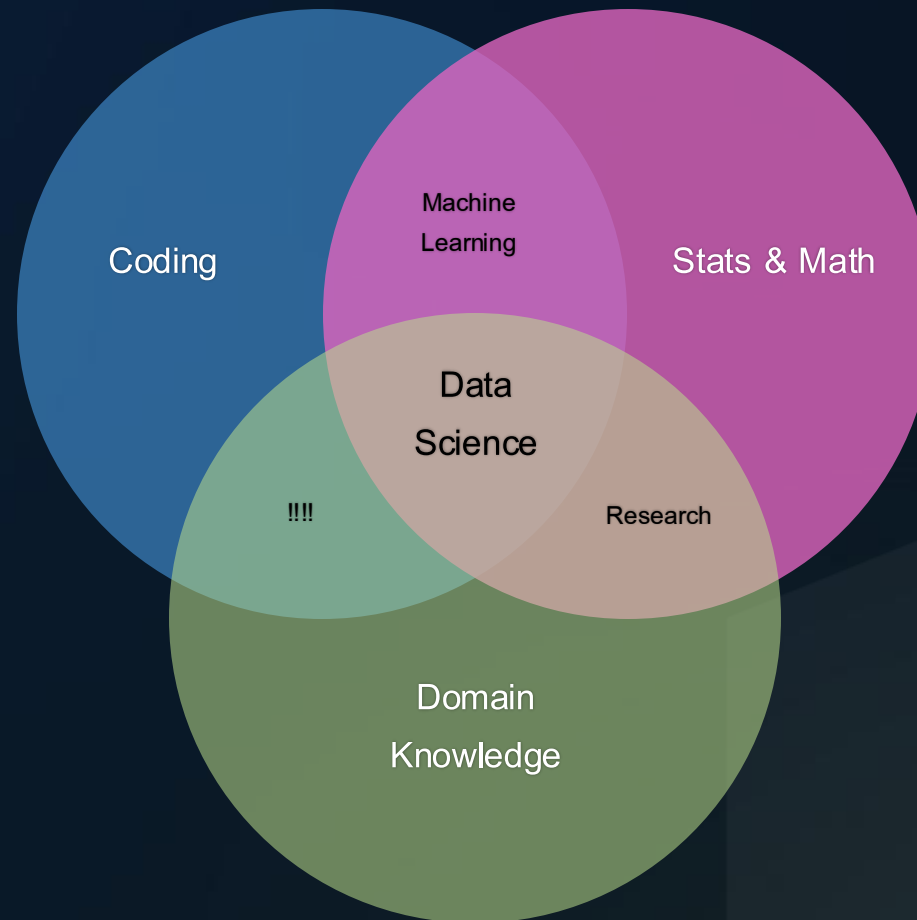 Machine
Learning
Coding
Stats & Math
Data
Science
!!!!
Research
Domain
Knowledge